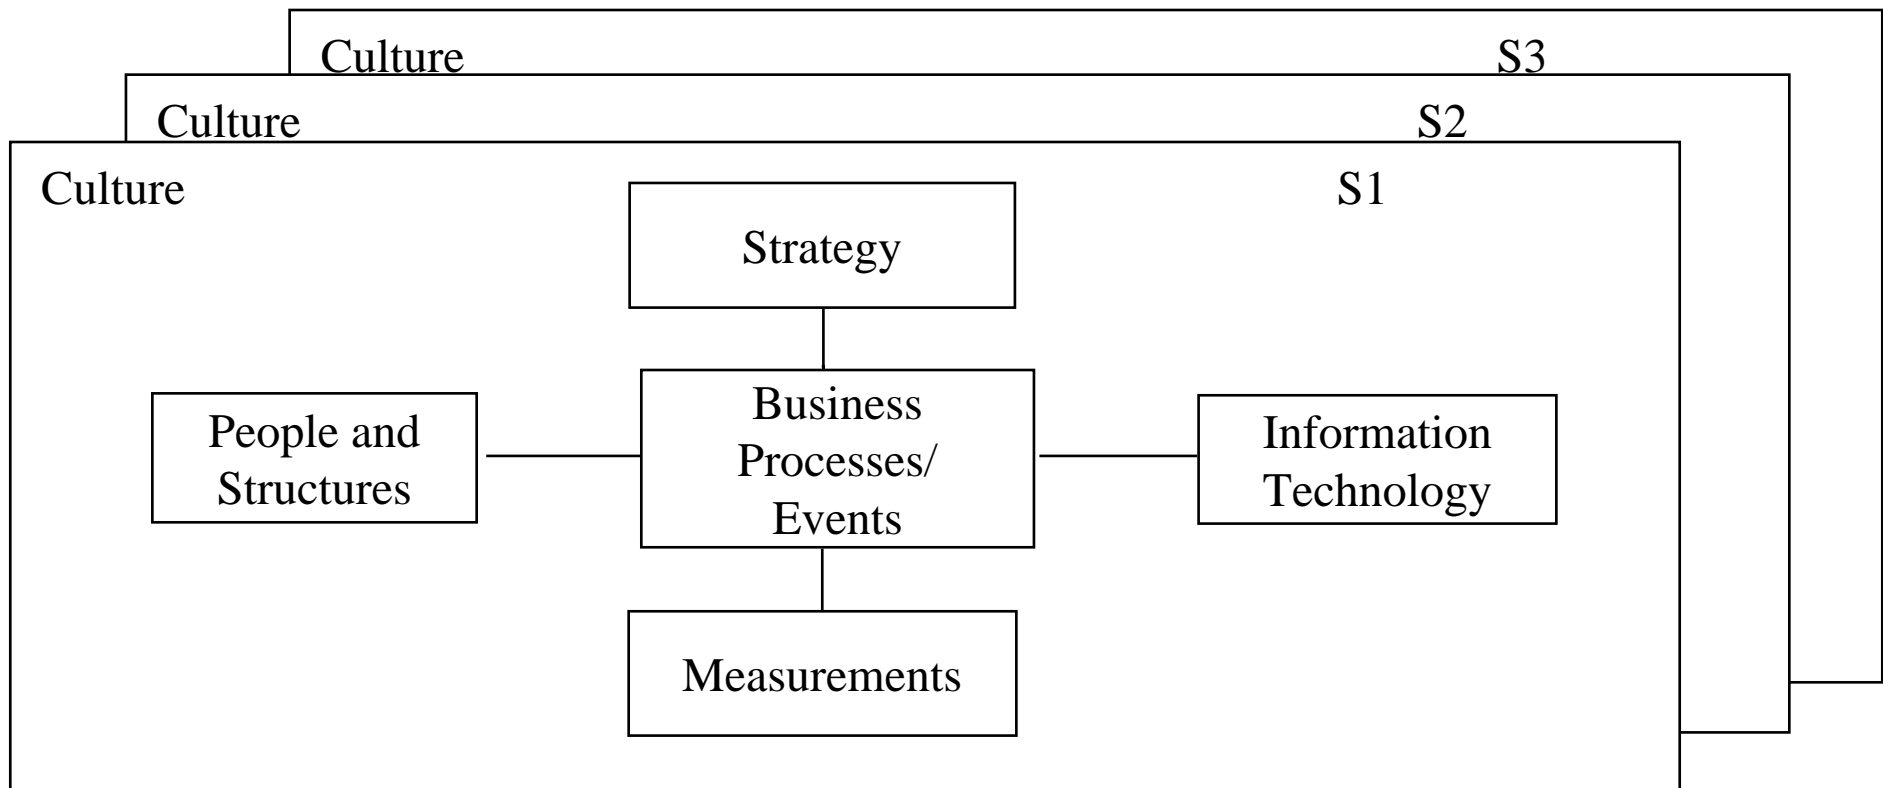 Culture S3
Culture S2
Culture S1
Strategy
Business
Processes/
Events
People and
Structures
Information
Technology
Measurements